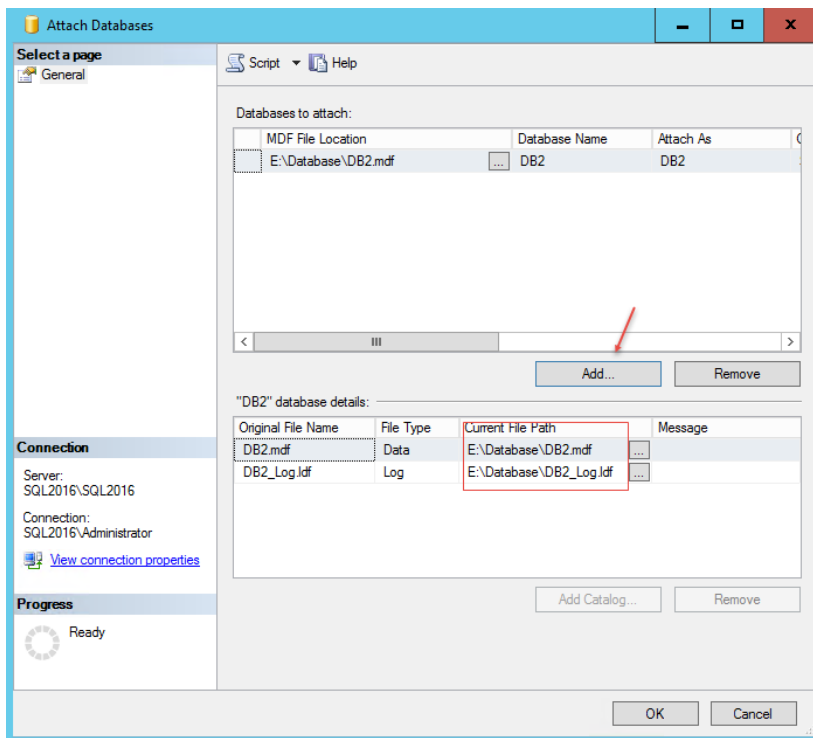 Attach Databases
Select a page
General
Script Help
Databases to attach:
MDF File Location Database Name Attach As
E:\Database\DB2.mdf ... DB2 DB2
Add... Remove
"DB2" database details:
Original File Name File Type Current File Path Message
DB2.mdf Data E:\Database\DB2.mdf ...
DB2_Log.ldf Log E:\Database\DB2_Log.ldf ...
Add Catalog... Remove
Connection
Server:
SQL2016\SQL2016
Connection:
SQL2016\Administrator
View connection properties
Progress
Ready
OK Cancel